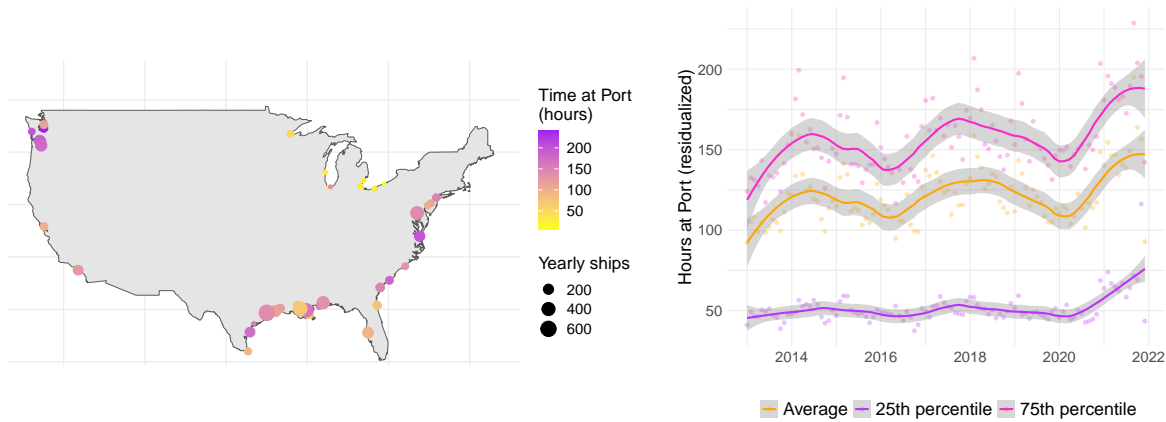 Time at Port
(hours)
200
150
100
50
Yearly ships
200
400
600
Hours at Port (residualized)
200
150
100
50
2014 2016 2018 2020 2022
Average 25th percentile 75th percentile